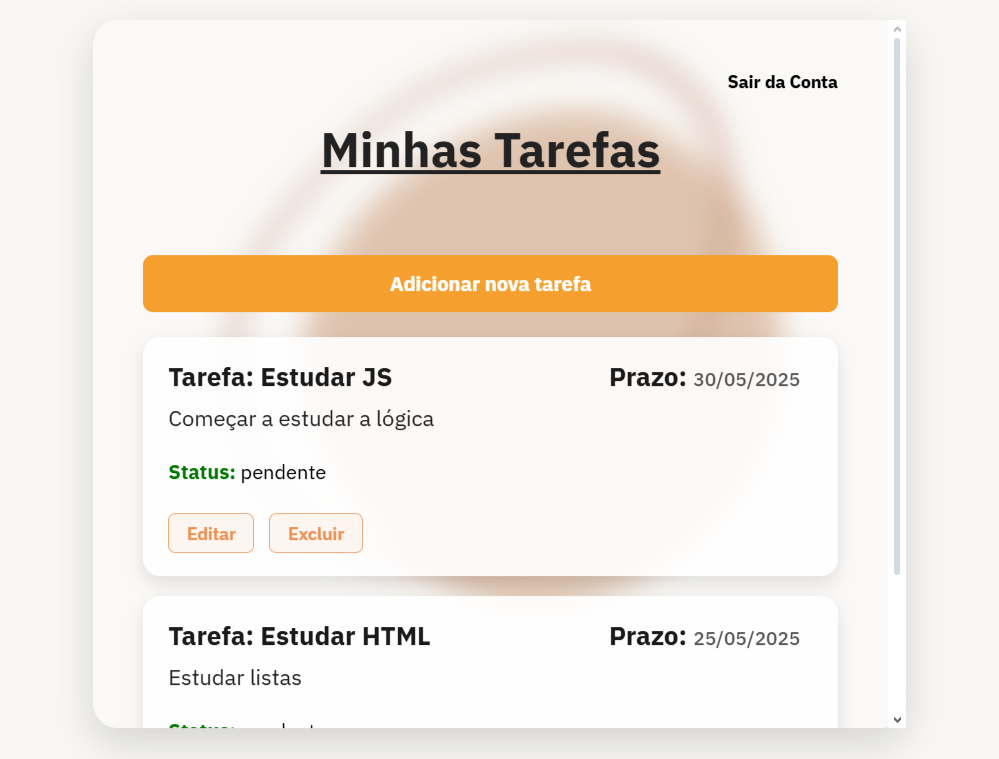 Sair da Conta
Minhas Tarefas
Adicionar nova tarefa
Tarefa: Estudar JS Prazo: 30/05/2025
Começar a estudar a lógica
Status: pendente
Editar Excluir
Tarefa: Estudar HTML Prazo: 25/05/2025
Estudar listas